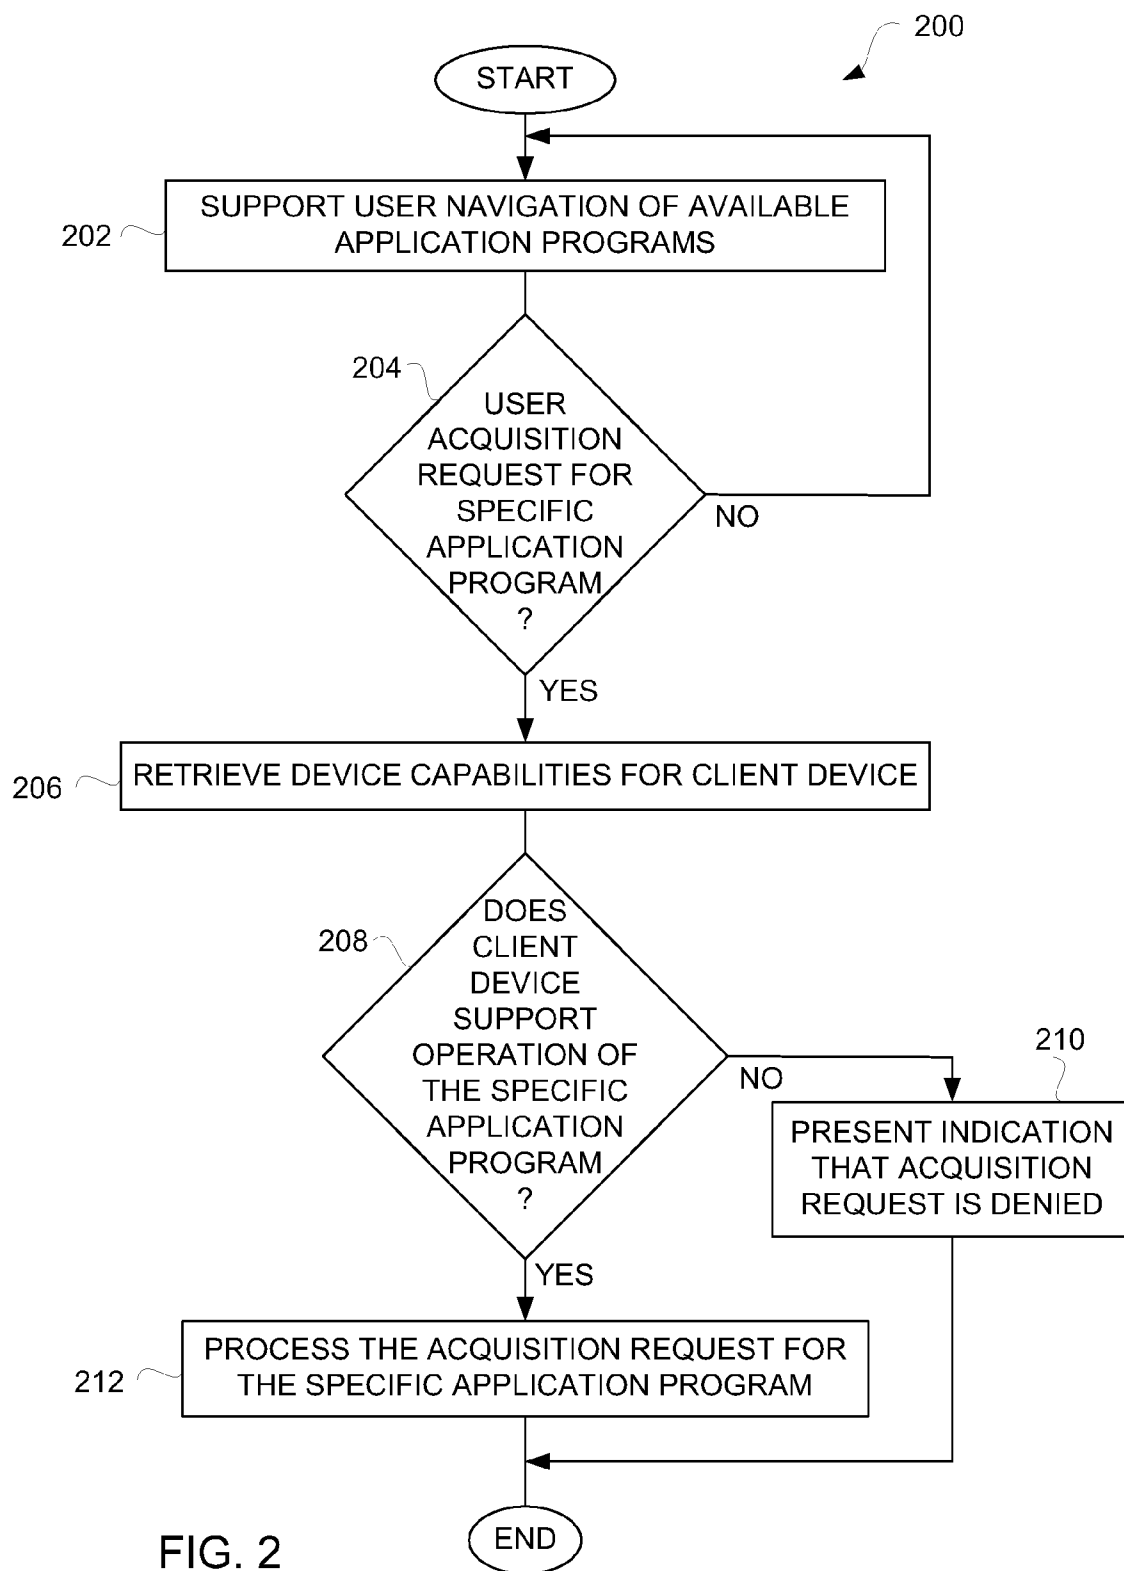 200
START
SUPPORT USER NAVIGATION OF AVAILABLE
APPLICATION PROGRAMS
202
204
USER
ACQUISITION
REQUEST FOR
SPECIFIC
APPLICATION
PROGRAM
?
NO
YES
206
RETRIEVE DEVICE CAPABILITIES FOR CLIENT DEVICE
208
DOES
CLIENT
DEVICE
SUPPORT
OPERATION OF
THE SPECIFIC
APPLICATION
PROGRAM
?
NO
210
PRESENT INDICATION
THAT ACQUISITION
REQUEST IS DENIED
YES
212
PROCESS THE ACQUISITION REQUEST FOR
THE SPECIFIC APPLICATION PROGRAM
END
FIG. 2